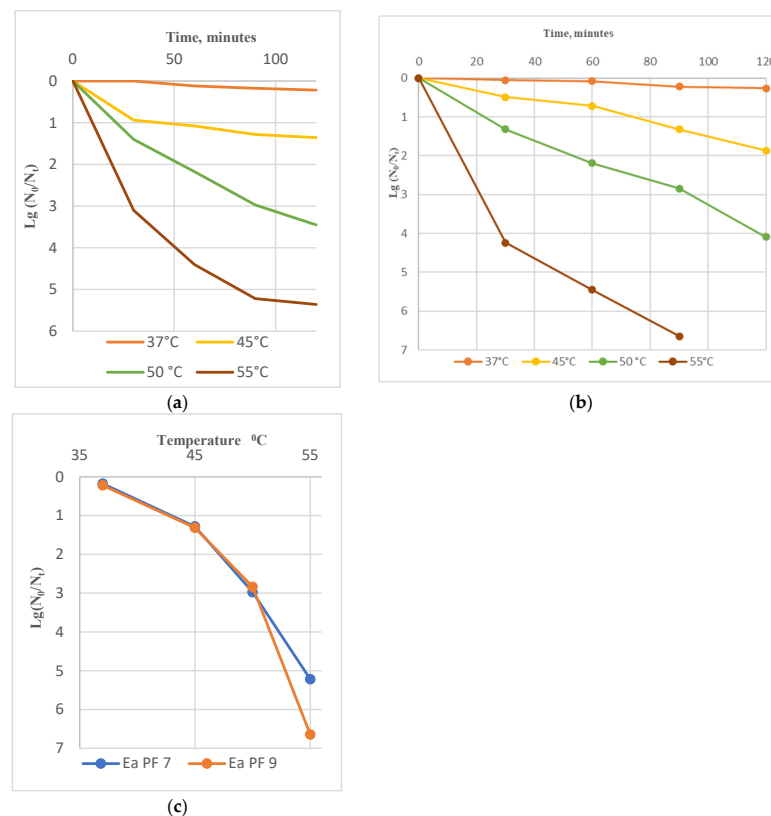 Time, minutes
0 50 100
0
1
2
3
4
5
6
Lg (N₀/Nₜ)
37°C 45°C
50 °C 55°C
(a)
Time, minutes
0 20 40 60 80 100 120
0
1
2
3
4
5
6
7
Lg (N₀/Nₜ)
37°C 45°C 50 °C 55°C
(b)
Temperature ⁰C
35 45 55
0
1
2
3
4
5
6
7
Lg(N₀/Nₜ)
Ea PF 7 Ea PF 9
(c)